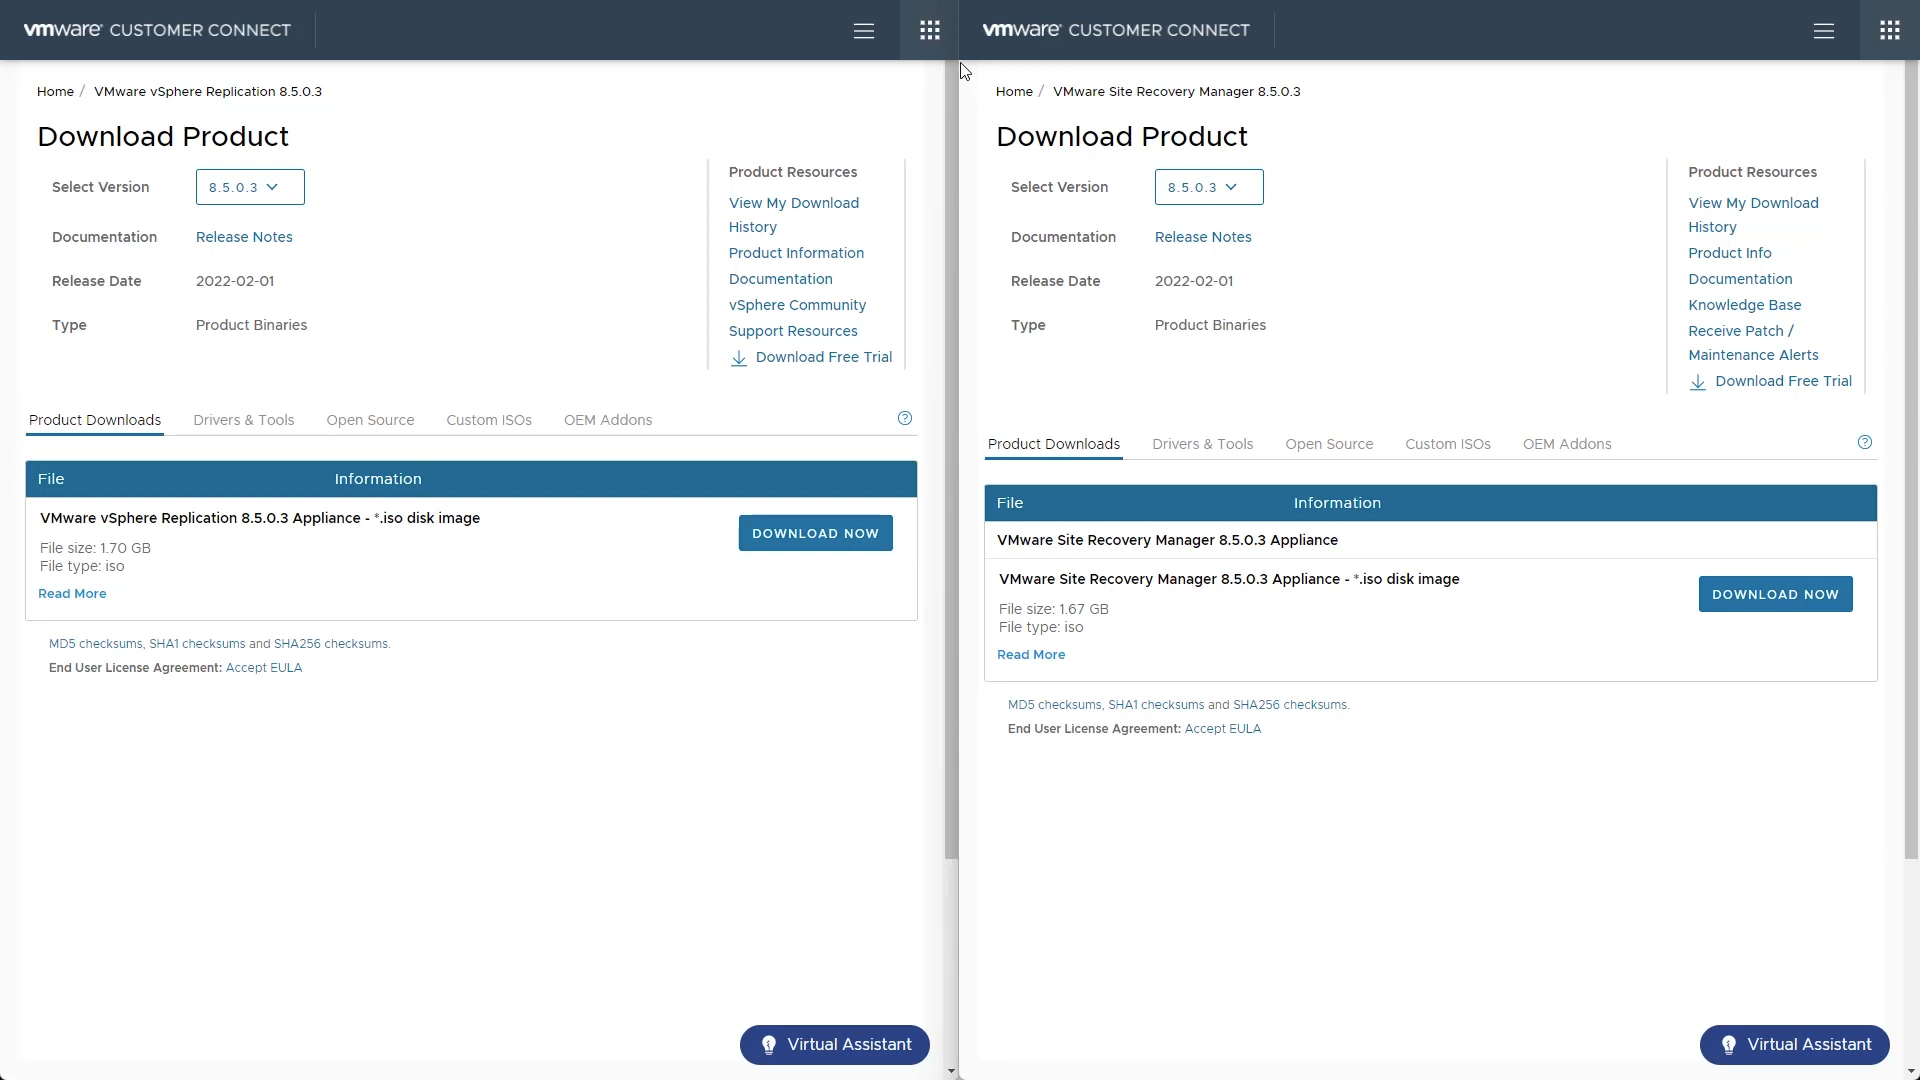 vmware® CUSTOMER CONNECT
Home / VMware vSphere Replication 8.5.0.3
Download Product
Select Version 8.5.0.3
Documentation Release Notes
Release Date 2022-02-01
Type Product Binaries
Product Resources
View My Download
History
Product Information
Documentation
vSphere Community
Support Resources
Download Free Trial
Product Downloads Drivers & Tools Open Source Custom ISOs OEM Addons
File Information
VMware vSphere Replication 8.5.0.3 Appliance - *.iso disk image
File size: 1.70 GB
File type: iso
Read More
DOWNLOAD NOW
MD5 checksums, SHA1 checksums and SHA256 checksums.
End User License Agreement: Accept EULA
Virtual Assistant
vmware® CUSTOMER CONNECT
Home / VMware Site Recovery Manager 8.5.0.3
Download Product
Select Version 8.5.0.3
Documentation Release Notes
Release Date 2022-02-01
Type Product Binaries
Product Resources
View My Download
History
Product Info
Documentation
Knowledge Base
Receive Patch /
Maintenance Alerts
Download Free Trial
Product Downloads Drivers & Tools Open Source Custom ISOs OEM Addons
File Information
VMware Site Recovery Manager 8.5.0.3 Appliance
VMware Site Recovery Manager 8.5.0.3 Appliance - *.iso disk image
File size: 1.67 GB
File type: iso
Read More
DOWNLOAD NOW
MD5 checksums, SHA1 checksums and SHA256 checksums.
End User License Agreement: Accept EULA
Virtual Assistant